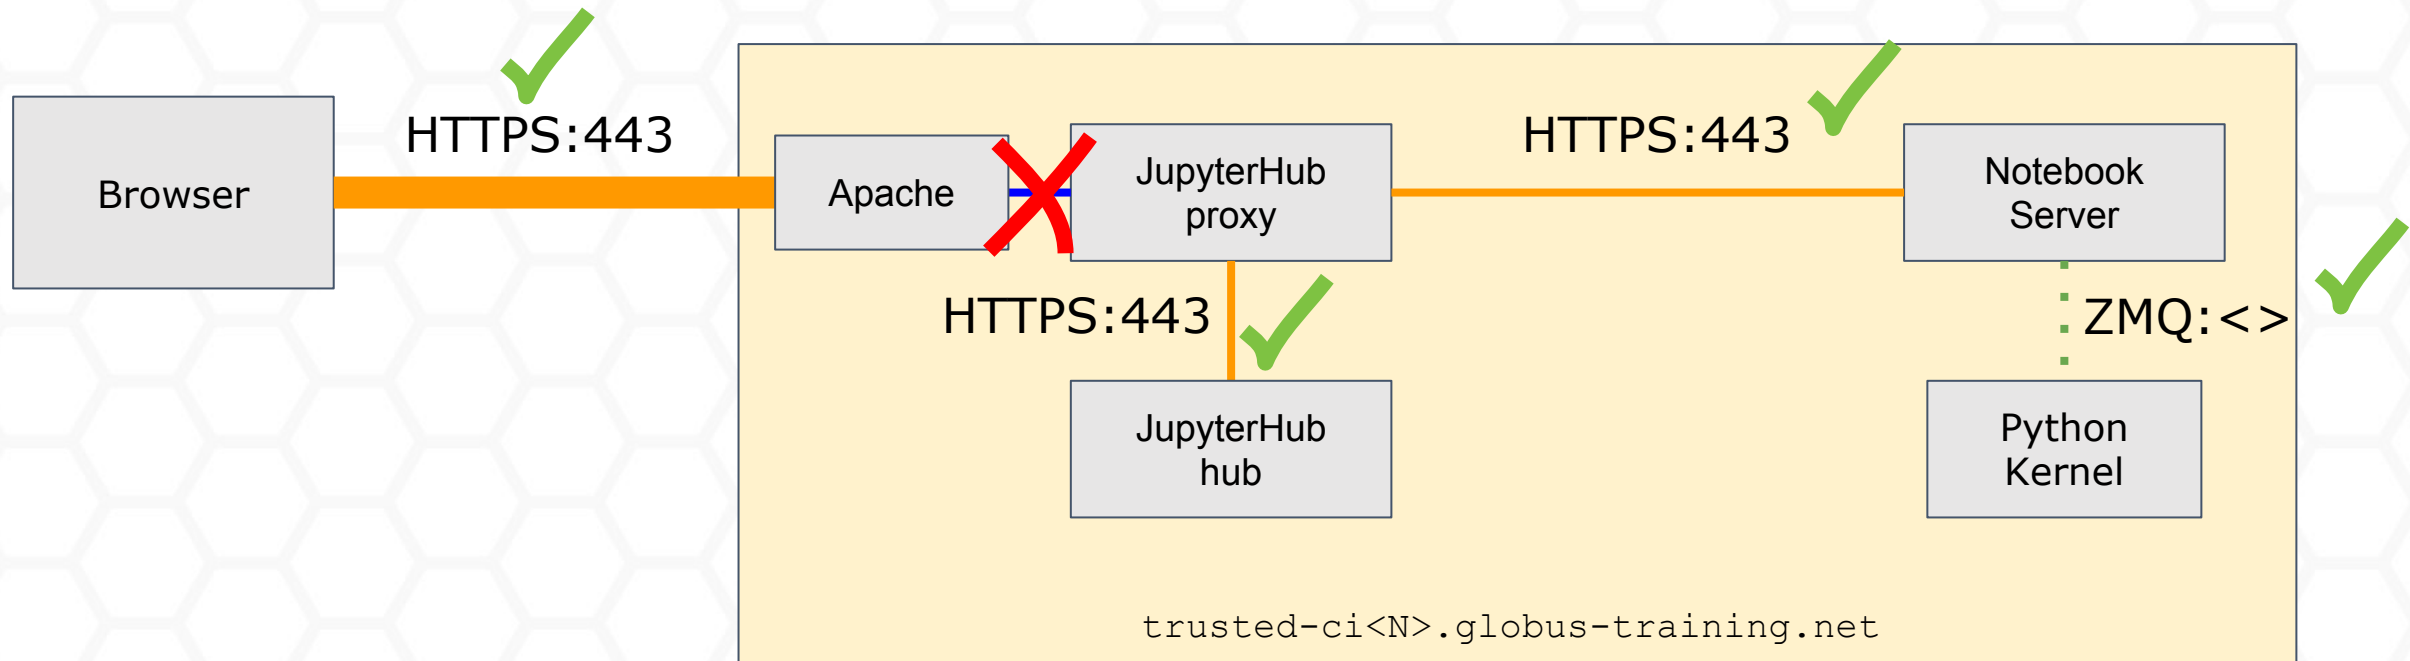 HTTPS:443
HTTPS:443
Browser
Apache
JupyterHub
proxy
Notebook
Server
HTTPS:443
ZMQ:<>
JupyterHub
hub
Python
Kernel
trusted-ci<N>.globus-training.net